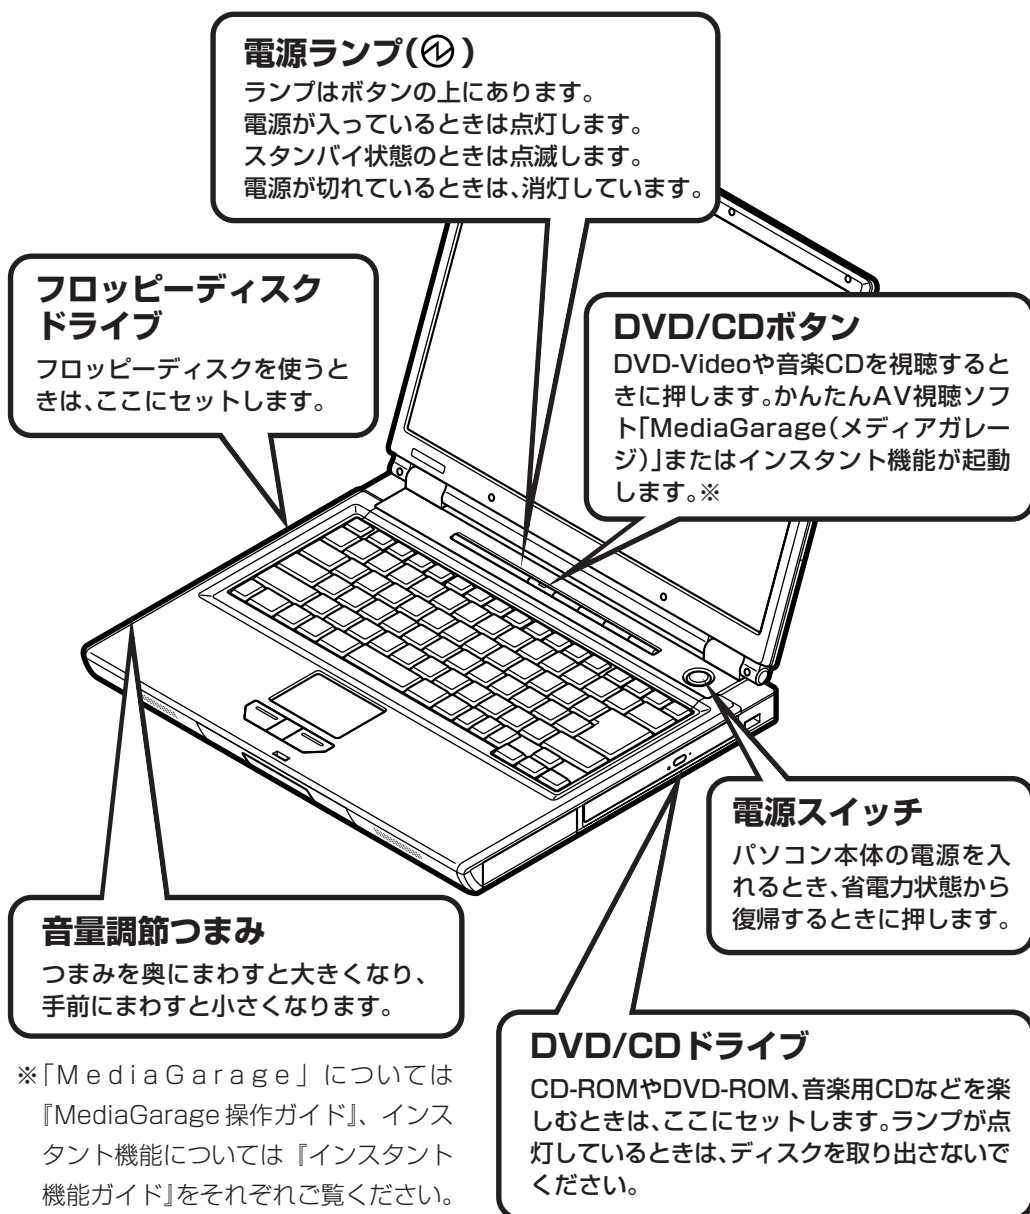 電源ランプ( )
ランプはボタンの上にあります。
電源が入っているときは点灯します。
スタンバイ状態のときは点滅します。
電源が切れているときは、消灯しています。
フロッピーディスク
ドライブ
フロッピーディスクを使うと
きは、ここにセットします。
DVD/CDボタン
DVD-Videoや音楽CDを視聴すると
きに押します。かんたんAV視聴ソフ
ト「MediaGarage(メディアガレー
ジ)」またはインスタント機能が起動
します。※
電源スイッチ
パソコン本体の電源を入
れるとき、省電力状態から
復帰するときに押します。
音量調節つまみ
つまみを奥にまわすと大きくなり、
手前にまわすと小さくなります。
DVD/CDドライブ
CD-ROMやDVD-ROM、音楽用CDなどを楽
しむときは、ここにセットします。ランプが点
灯しているときは、ディスクを取り出さないで
ください。
※「MediaGarage」については
『MediaGarage 操作ガイド』、インス
タント機能については『インスタント
機能ガイド』をそれぞれご覧ください。